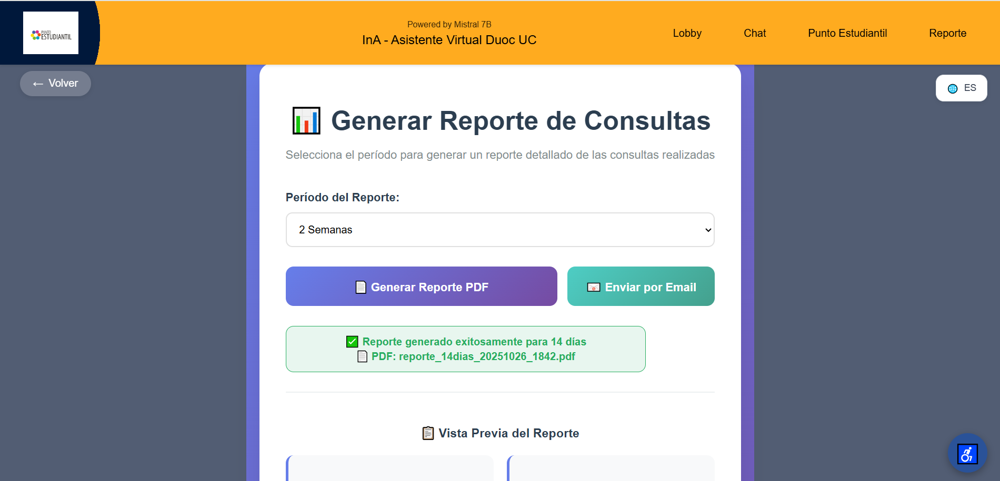 PUNTO
ESTUDIANTIL
Powered by Mistral 7B
InA - Asistente Virtual Duoc UC
Lobby
Chat
Punto Estudiantil
Reporte
← Volver
ES
Generar Reporte de Consultas
Selecciona el período para generar un reporte detallado de las consultas realizadas
Período del Reporte:
2 Semanas
Generar Reporte PDF
Enviar por Email
Reporte generado exitosamente para 14 días
PDF: reporte_14dias_20251026_1842.pdf
Vista Previa del Reporte